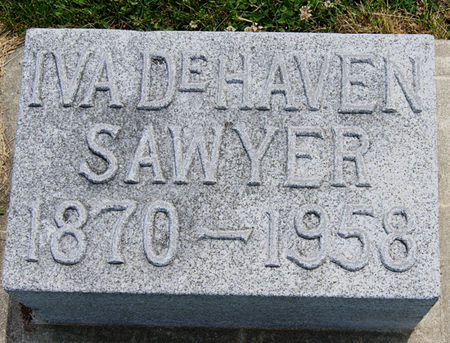 IVA DEHAVEN
SAWYER
1870-1958